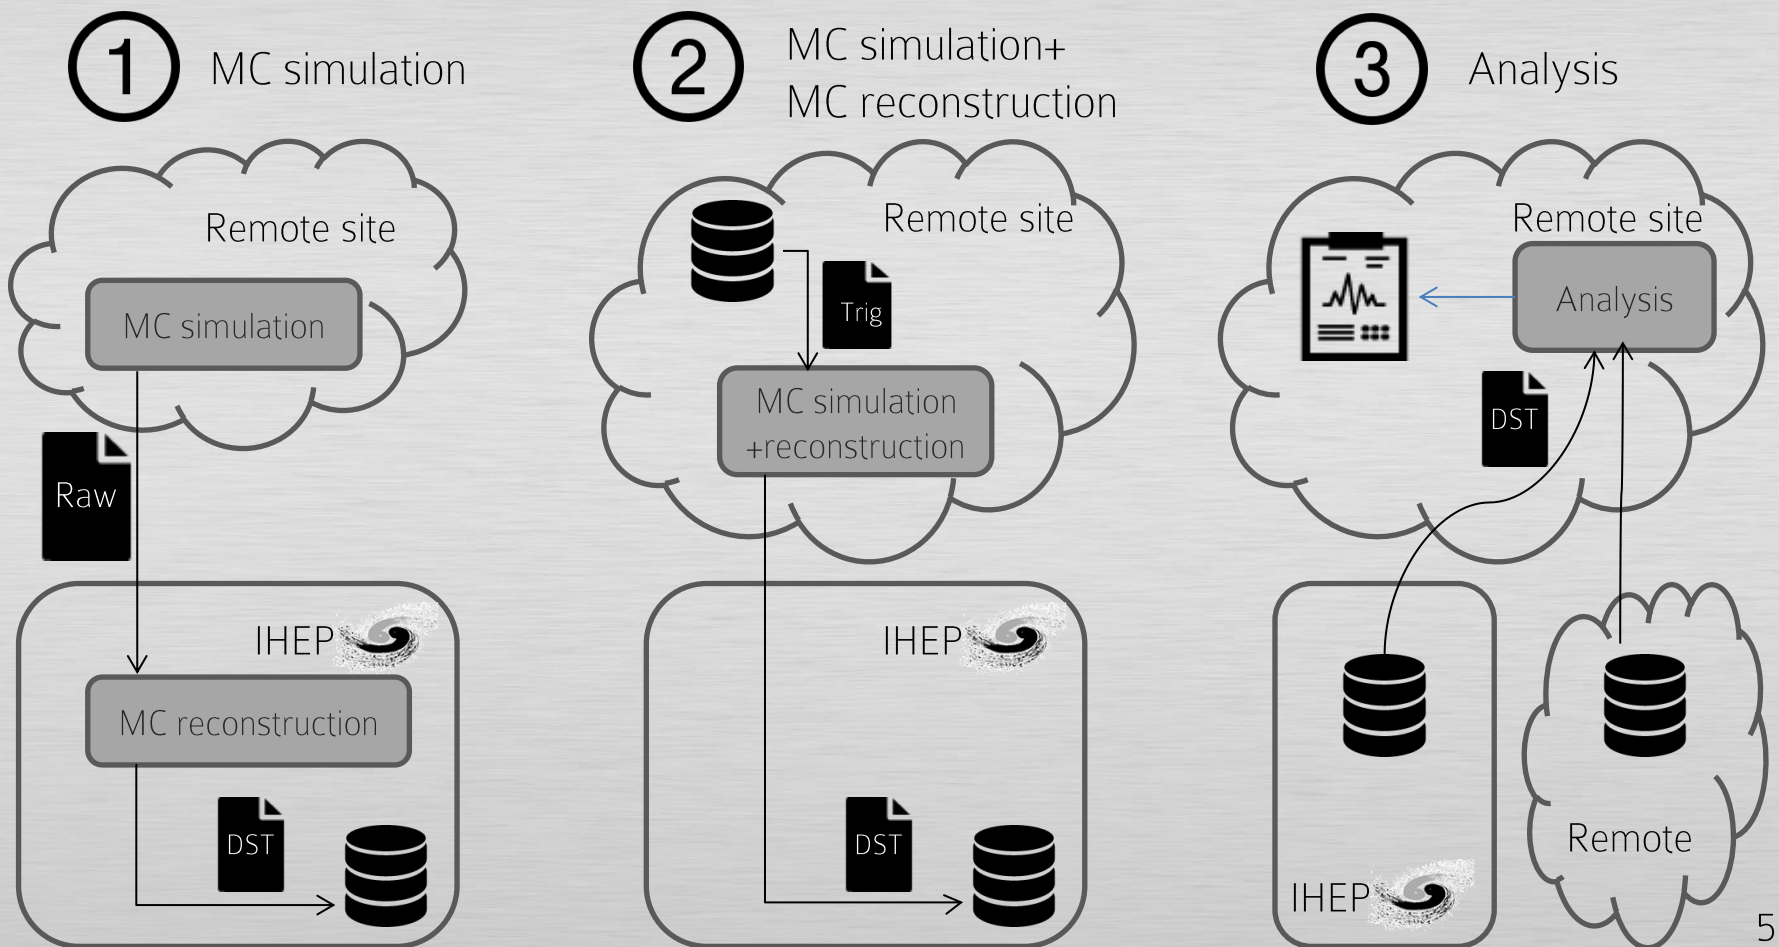 1
MC simulation
Remote site
MC simulation
Raw
IHEP
MC reconstruction
DST
2
MC simulation+
MC reconstruction
Remote site
Trig
MC simulation
+reconstruction
IHEP
DST
3
Analysis
Remote site
Analysis
DST
IHEP
Remote
5